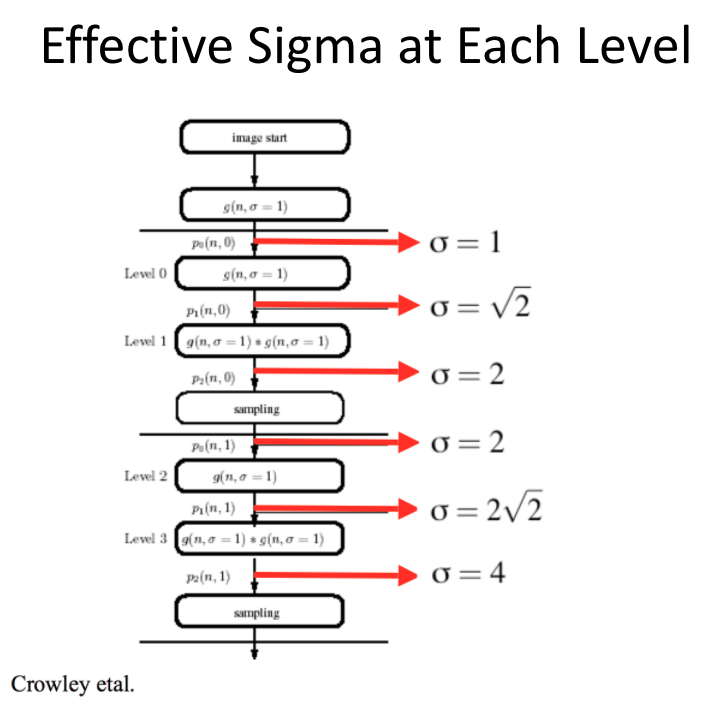 Effective Sigma at Each Level
image start
g(n, σ = 1)
p₀(n, 0)
σ = 1
Level 0
g(n, σ = 1)
p₁(n,0)
σ = √2
Level 1
g(n, σ = 1) * g(n,σ = 1)
p₂(n, 0)
σ = 2
sampling
p₀(n, 1)
σ = 2
Level 2
g(n, σ = 1)
p₁(n, 1)
σ = 2√2
Level 3
g(n, σ = 1) * g(n, σ = 1)
p₂(n, 1)
σ = 4
sampling
Crowley etal.